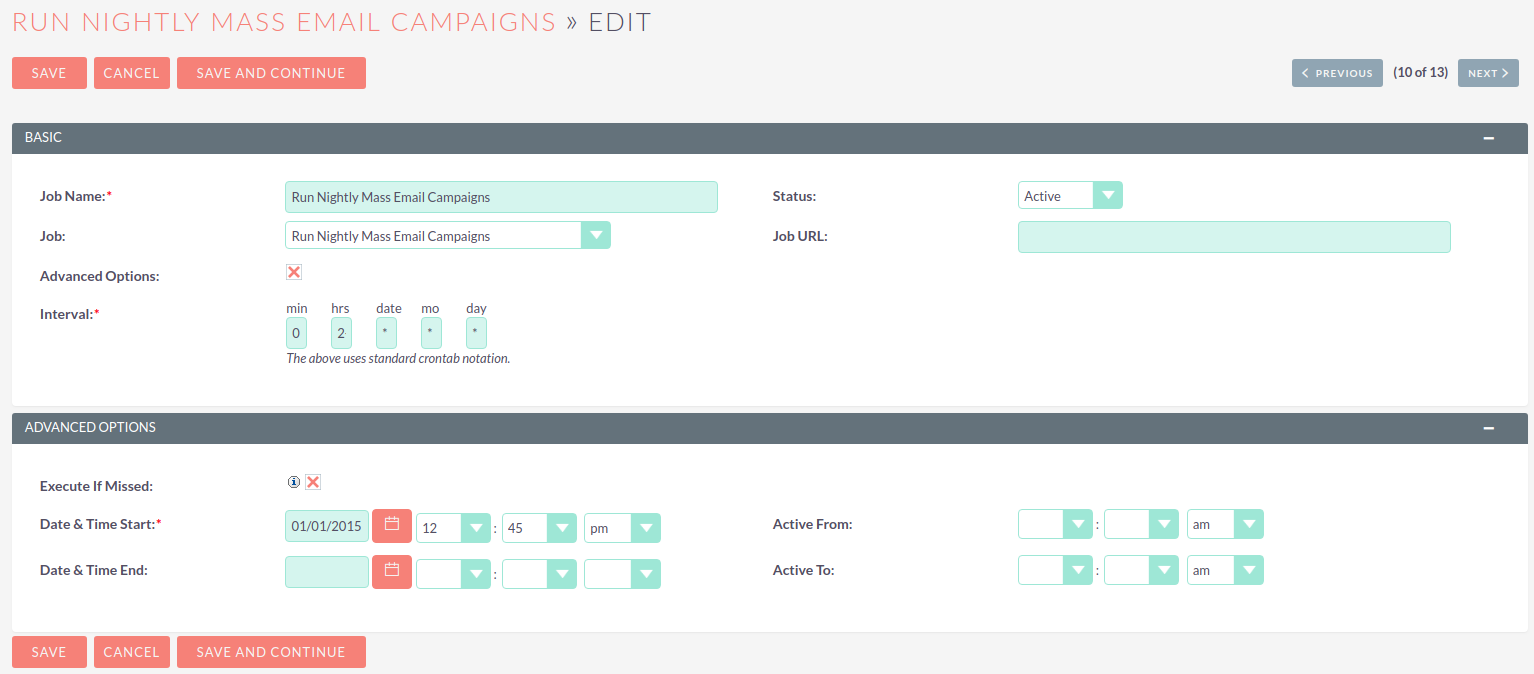 RUN NIGHTLY MASS EMAIL CAMPAIGNS » EDIT
SAVE CANCEL SAVE AND CONTINUE PREVIOUS (10 of 13) NEXT
BASIC
Job Name:* Run Nightly Mass Email Campaigns Status: Active
Job: Run Nightly Mass Email Campaigns Job URL:
Advanced Options:
min hrs date mo day
Interval:* 0 2 * * *
The above uses standard crontab notation.
ADVANCED OPTIONS
Execute If Missed:
Date & Time Start:* 01/01/2015 12 : 45 pm Active From: : am
Date & Time End: : Active To: : am
SAVE CANCEL SAVE AND CONTINUE